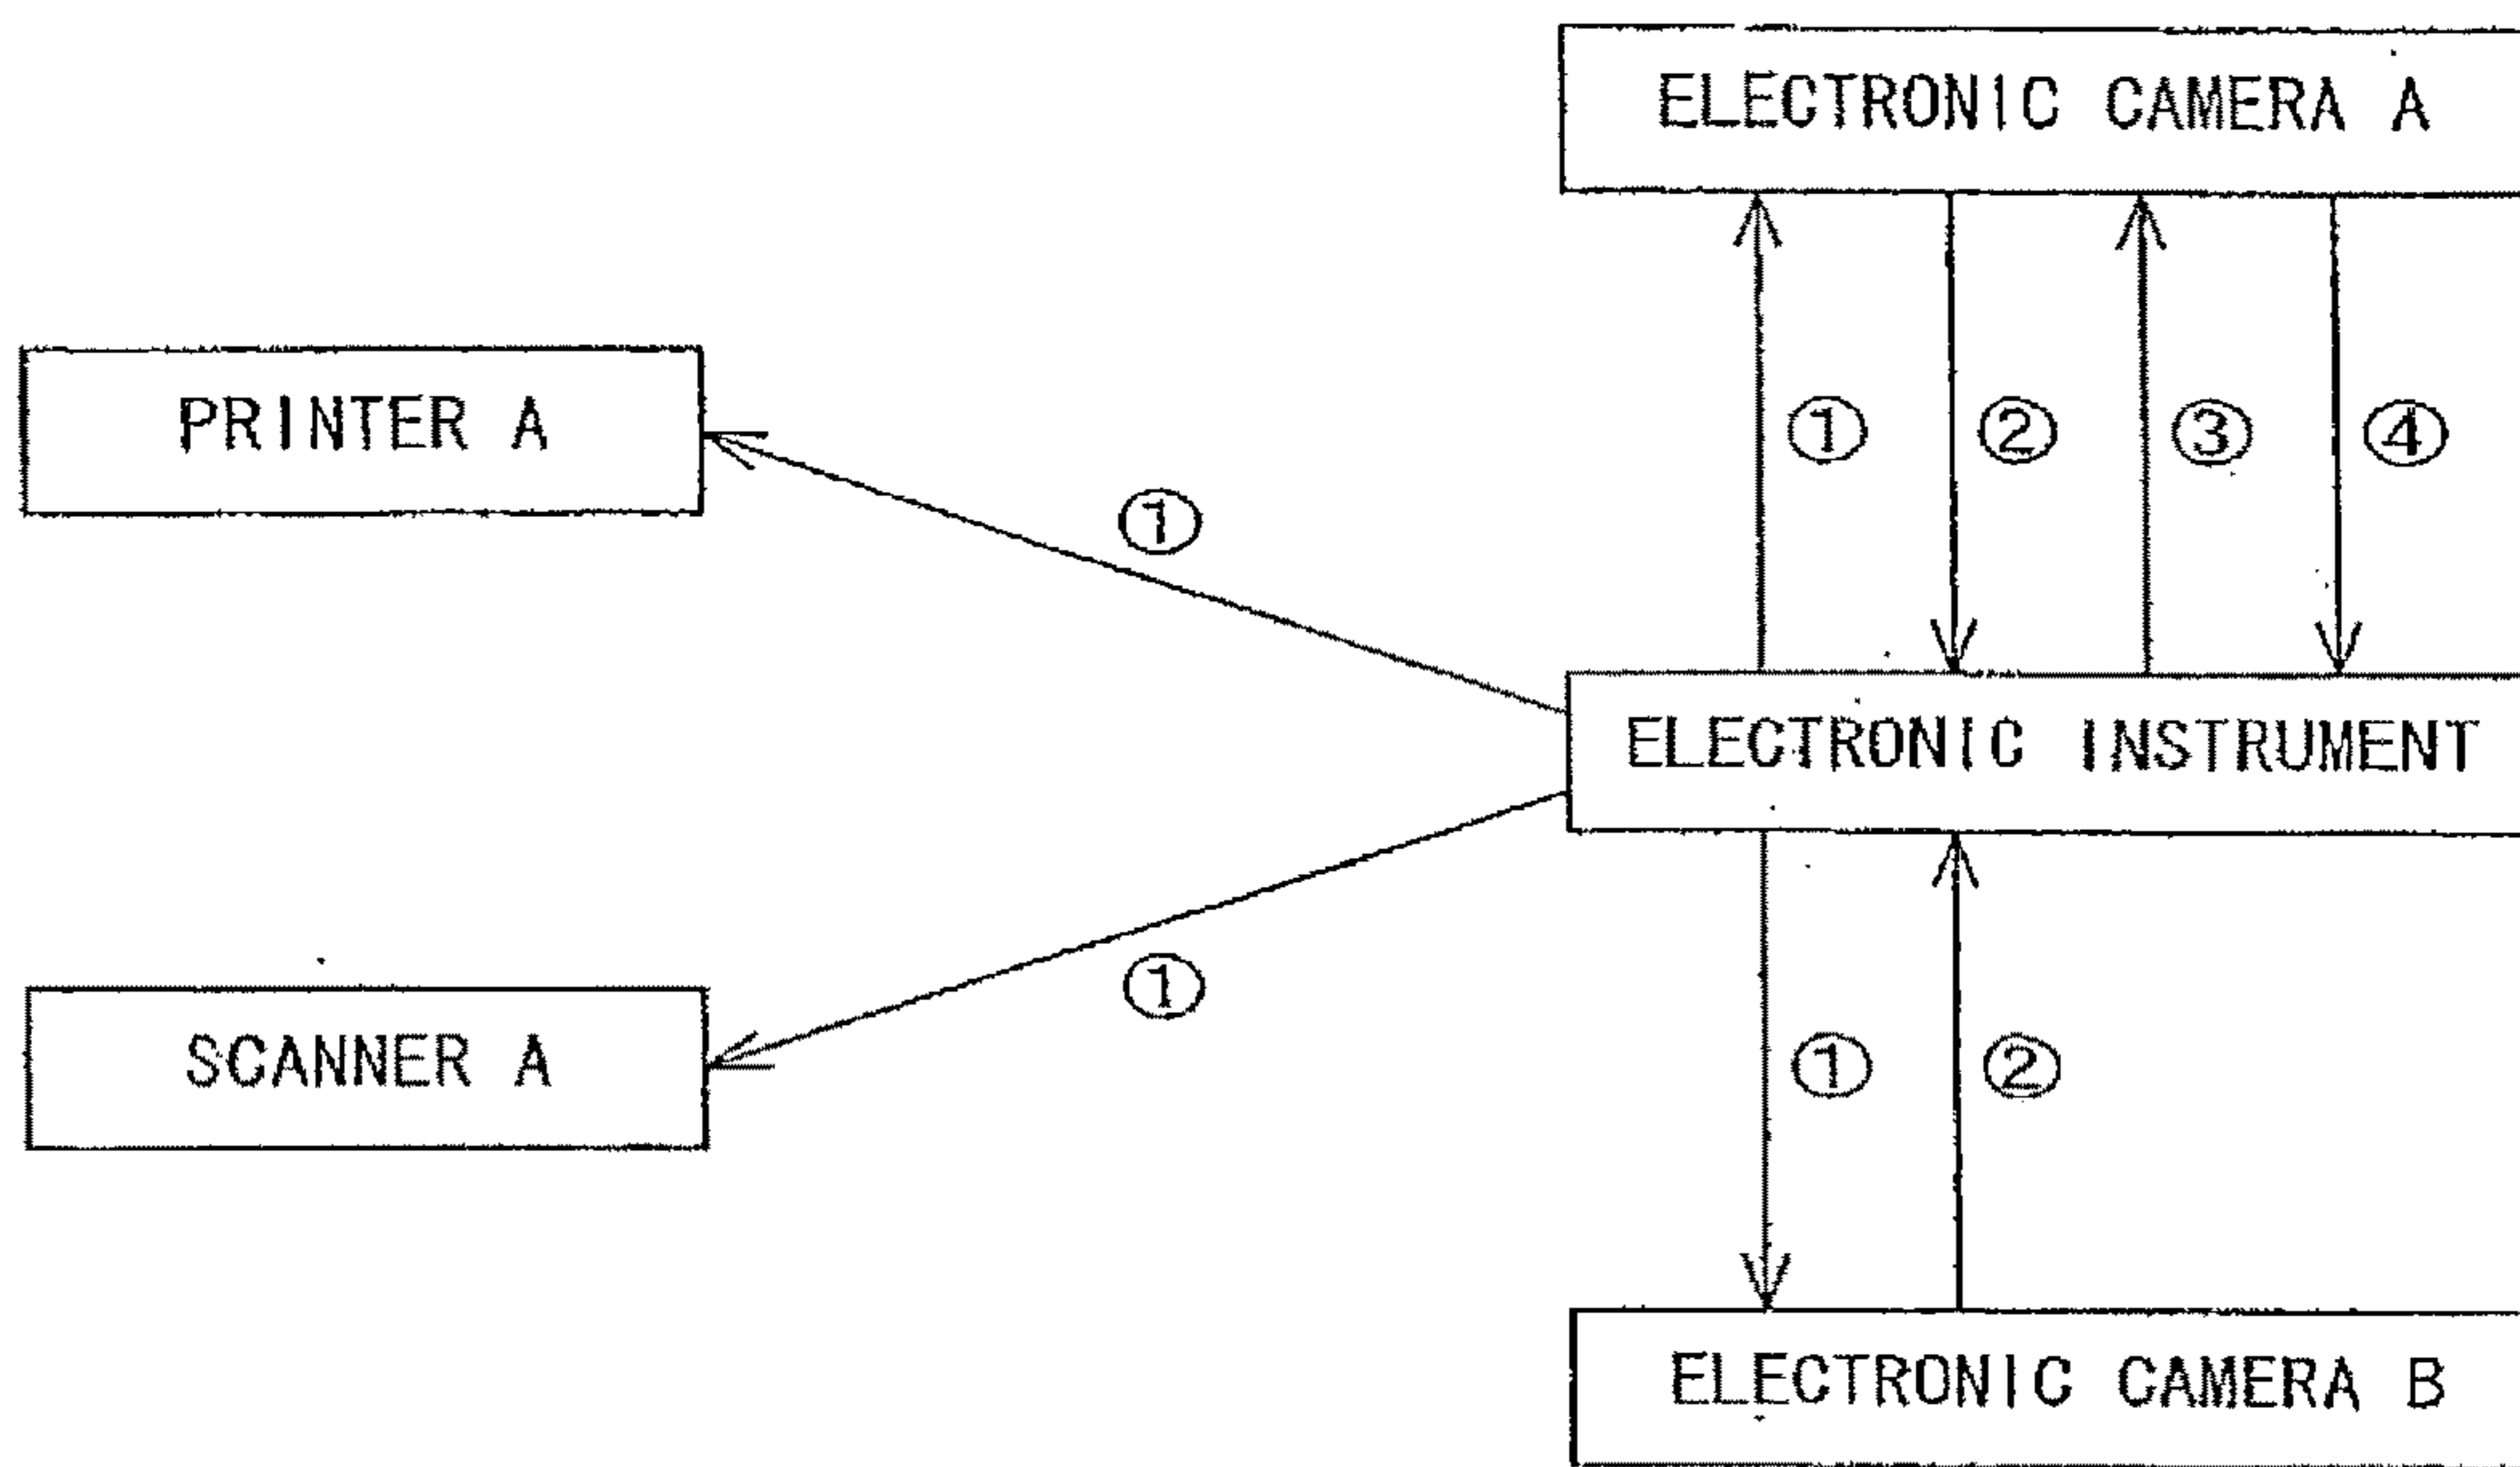 ELECTRONIC CAMERA A
PRINTER A
① ② ③ ④
①
ELECTRONIC INSTRUMENT
①
SCANNER A
① ②
ELECTRONIC CAMERA B